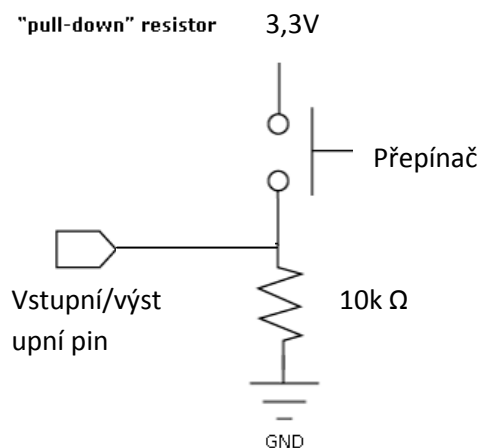 "pull-down" resistor
3,3V
Přepínač
Vstupní/výst
upní pin
10k Ω
GND